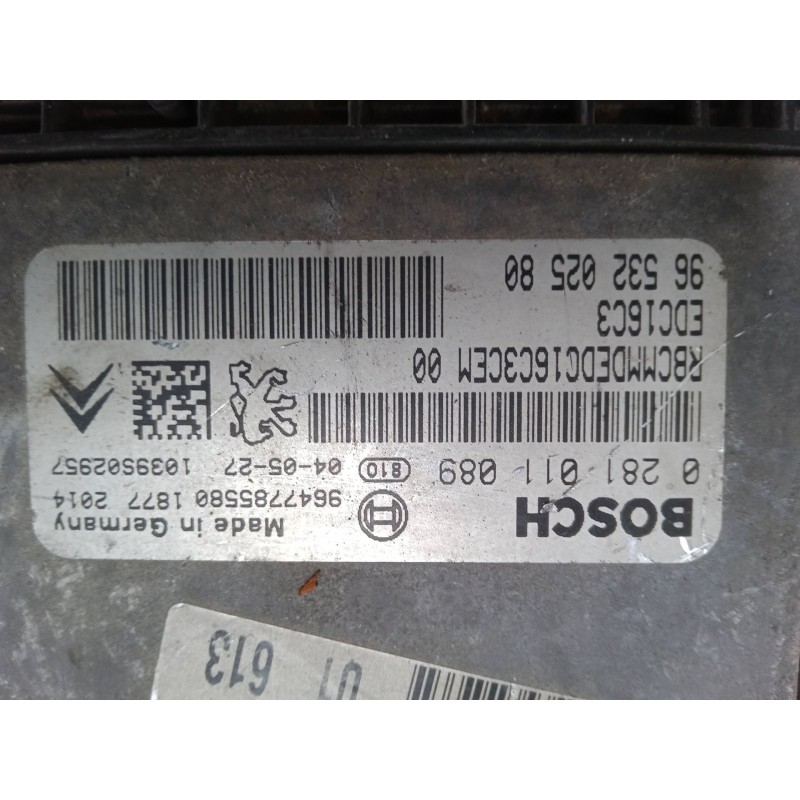 BOSCH
Made in Germany
9647785580 1877 2014
0 281 011 089 810 04-05-27 1039S02957
RBCMMDEDC16C3CEM 00
EDC16C3
96 532 025 80
01 613